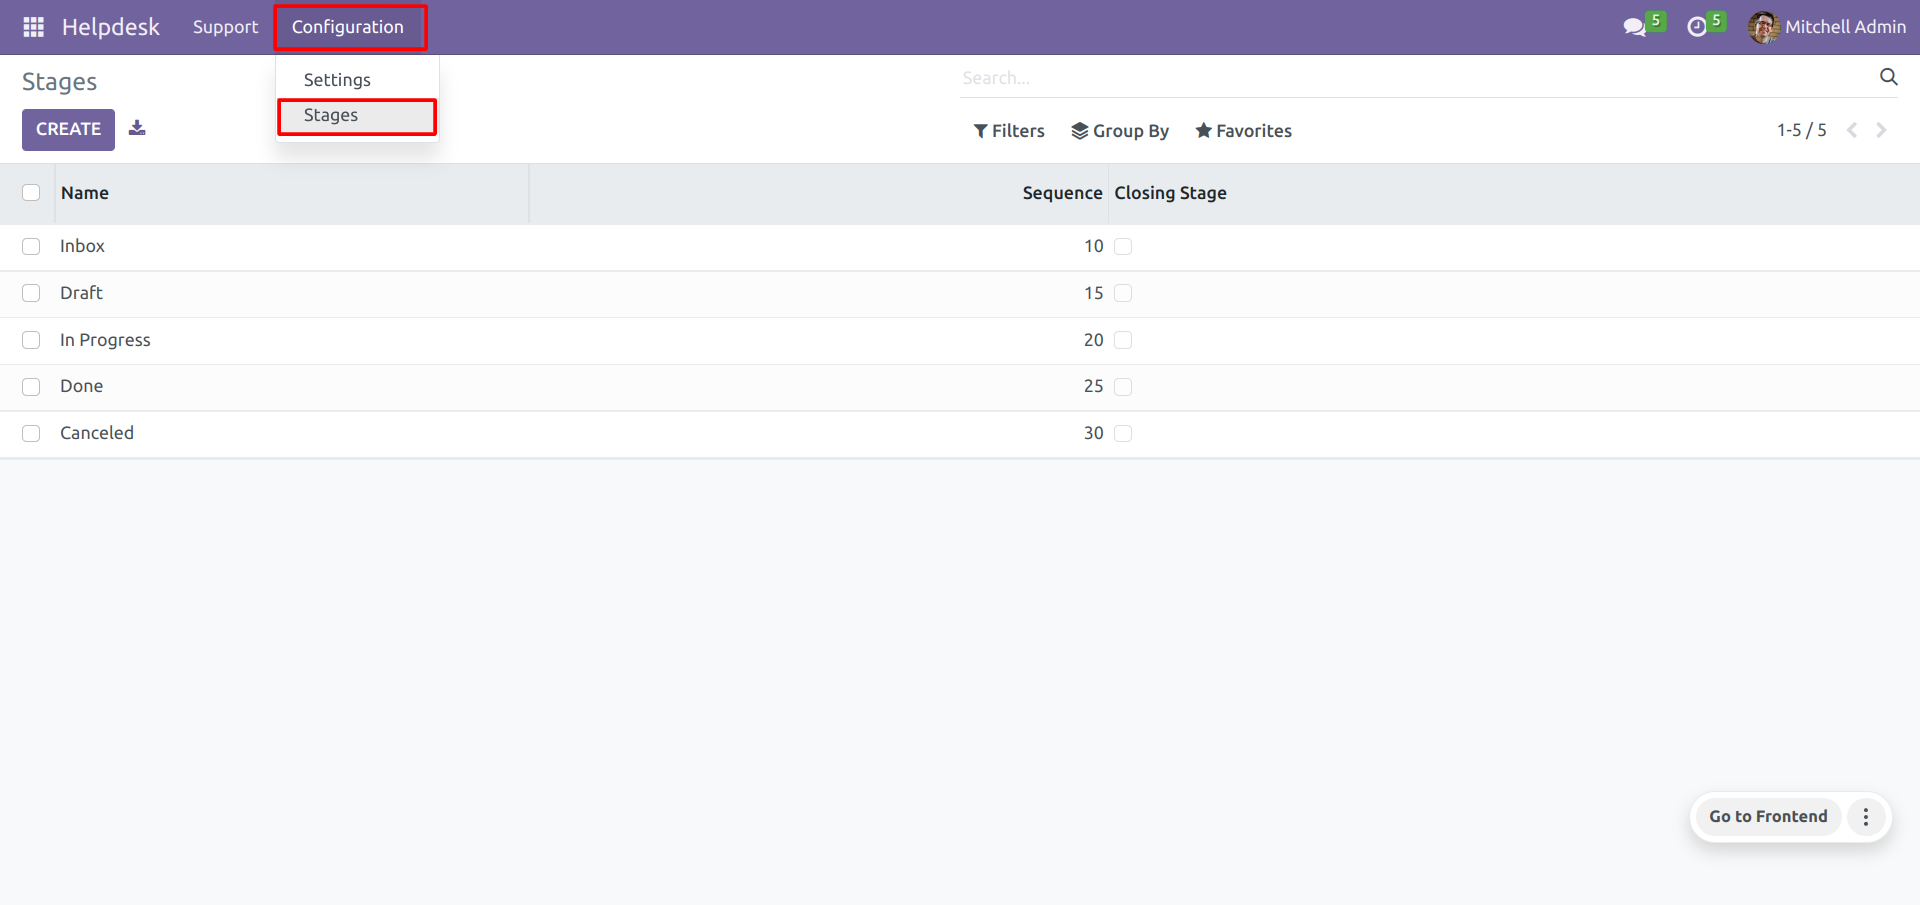 Helpdesk Support Configuration 5 5 Mitchell Admin
Stages Settings Search...
CREATE Stages Filters Group By Favorites 1-5 / 5
Name Sequence Closing Stage
Inbox 10
Draft 15
In Progress 20
Done 25
Canceled 30
Go to Frontend